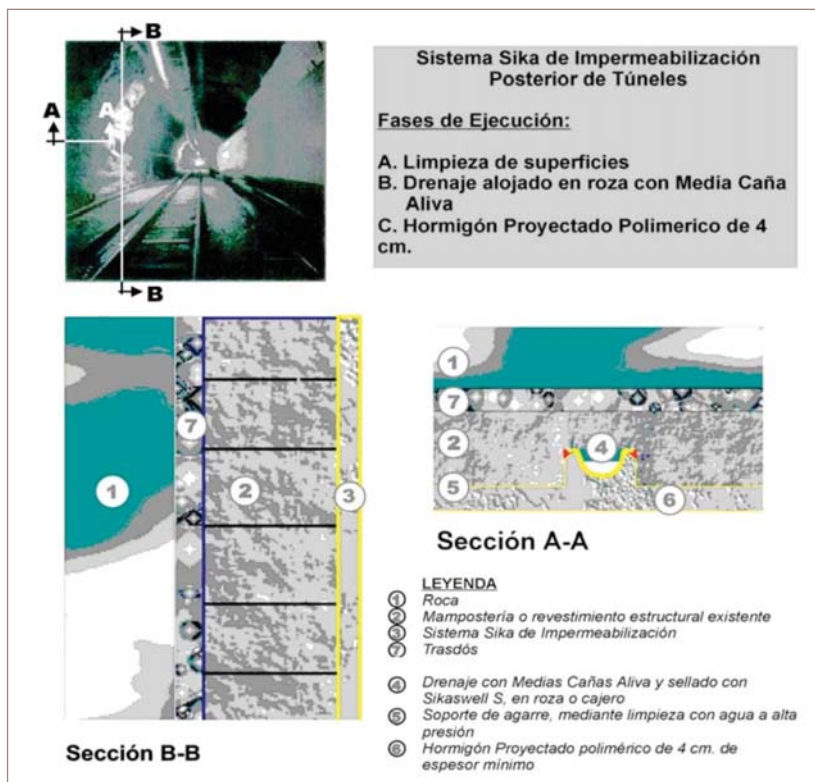 B
A
A
B
Sistema Sika de Impermeabilización
Posterior de Túneles
Fases de Ejecución:
A. Limpieza de superficies
B. Drenaje alojado en roza con Media Caña
Aliva
C. Hormigón Proyectado Polimerico de 4
cm.
1
7
2
3
Sección B-B
1
7
2
4
5
6
Sección A-A
LEYENDA
1 Roca
2 Mampostería o revestimiento estructural existente
3 Sistema Sika de Impermeabilización
7 Trasdós
4 Drenaje con Medias Cañas Aliva y sellado con
Sikaswell S, en roza o cajero
5 Soporte de agarre, mediante limpieza con agua a alta
presión
6 Hormigón Proyectado polimérico de 4 cm. de
espesor mínimo